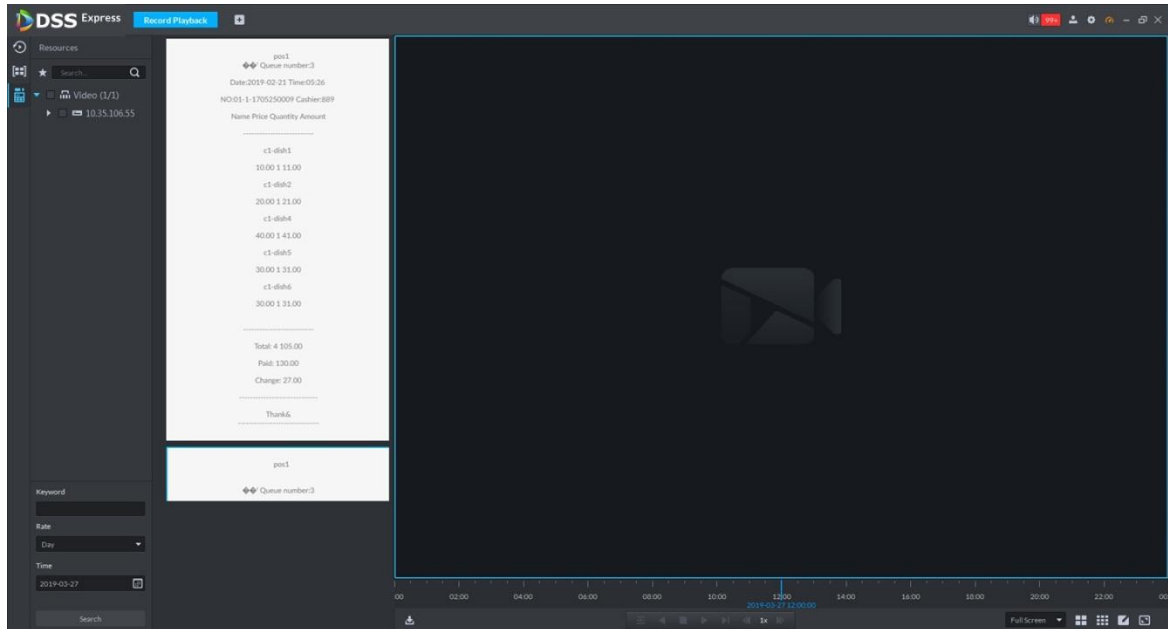 DSS Express
Record Playback
99+
Resources
Search...
Video (1/1)
10.35.106.55
Keyword
Rate
Day
Time
2019-03-27
Search
pos1
��' Queue number:3
Date:2019-02-21 Time:05:26
NO:01-1-1705250009 Cashier:889
Name Price Quantity Amount
--------------------------
c1-dish1
10.00 1 11.00
c1-dish2
20.00 1 21.00
c1-dish4
40.00 1 41.00
c1-dish5
30.00 1 31.00
c1-dish6
30.00 1 31.00
--------------------------
Total: 4 105.00
Paid: 130.00
Change: 27.00
-----------------------------
Thank&
------------------------------
pos1
��' Queue number:3
00 02:00 04:00 06:00 08:00 10:00 12:00 14:00 16:00 18:00 20:00 22:00 00
2019-03-27 12:00:00
1x
Full Screen